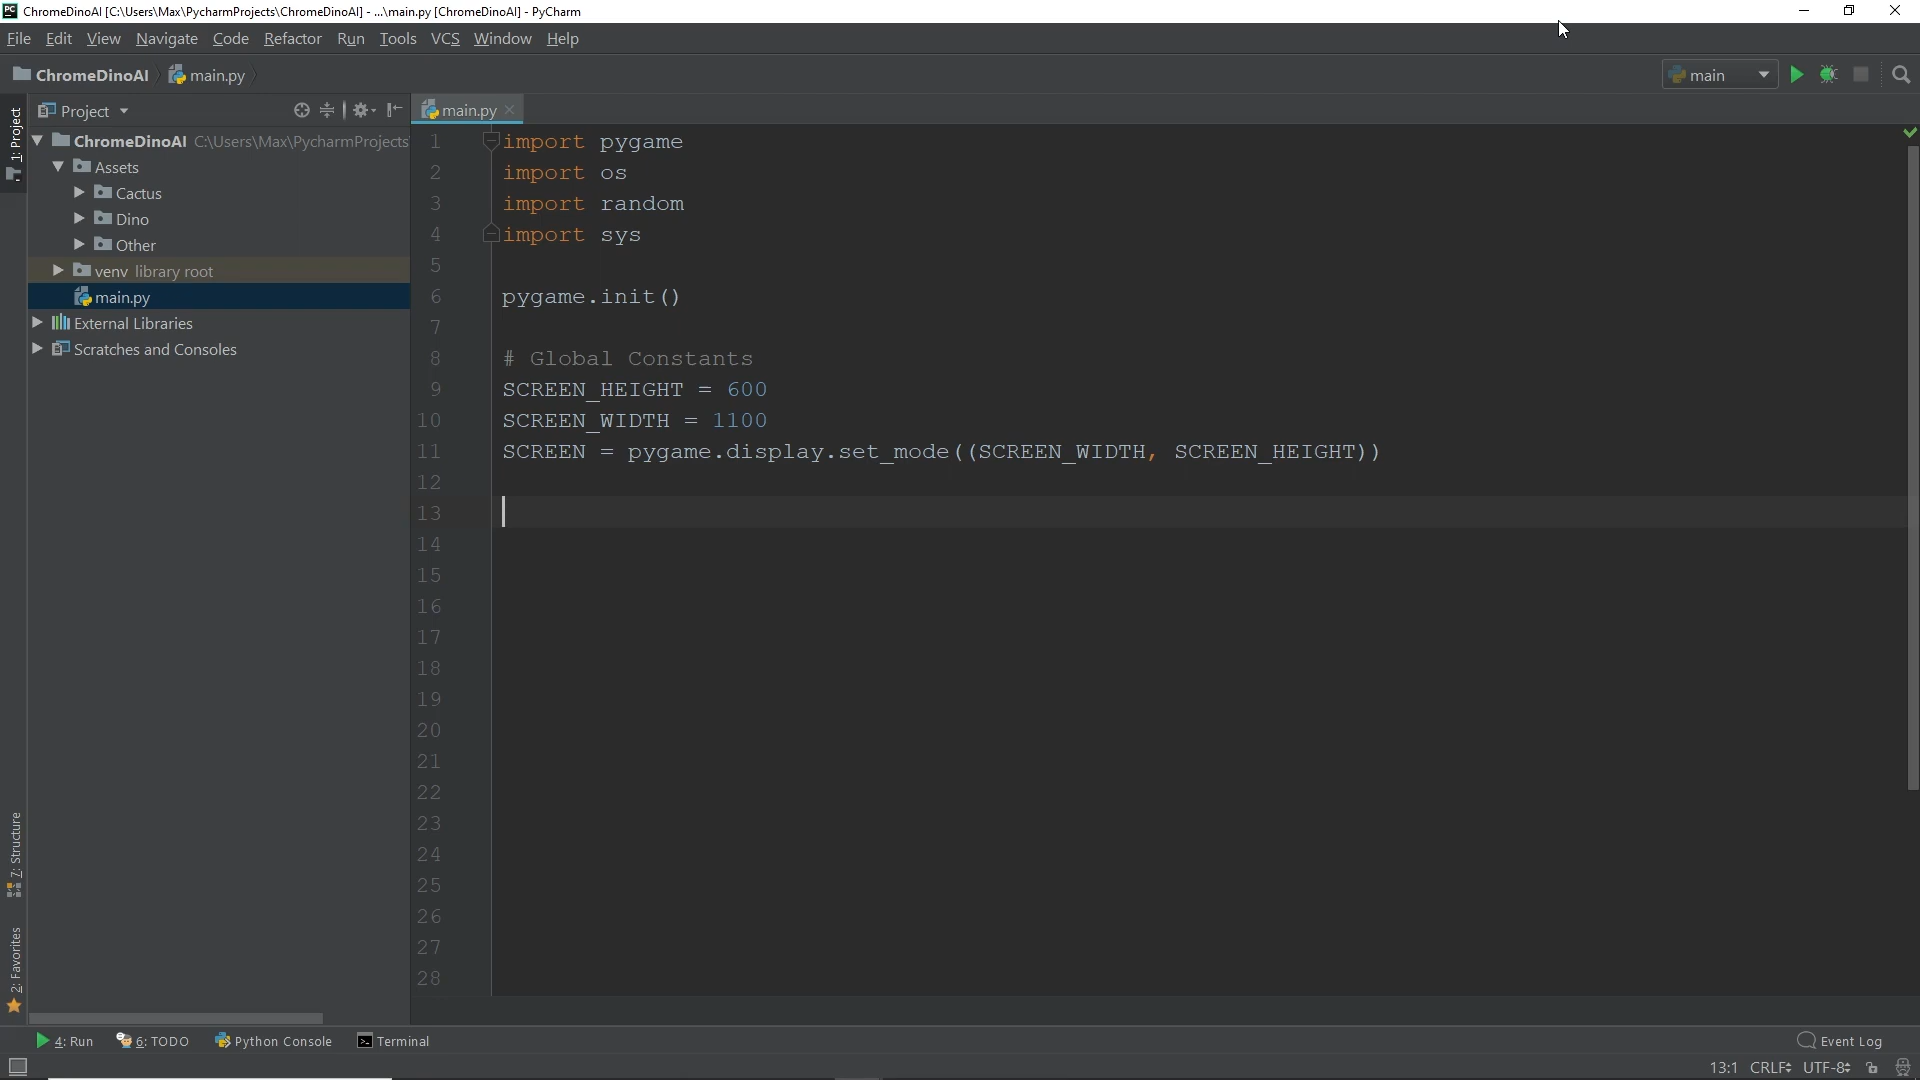 ChromeDinoAI [C:\Users\Max\PycharmProjects\ChromeDinoAI] - ...\main.py [ChromeDinoAI] - PyCharm
File Edit View Navigate Code Refactor Run Tools VCS Window Help
ChromeDinoAI main.py main
1: Project
Project
ChromeDinoAI C:\Users\Max\PycharmProjects
Assets
Cactus
Dino
Other
venv library root
main.py
External Libraries
Scratches and Consoles
7: Structure
2: Favorites
main.py
1 import pygame
2 import os
3 import random
4 import sys
5
6 pygame.init()
7
8 # Global Constants
9 SCREEN_HEIGHT = 600
10 SCREEN_WIDTH = 1100
11 SCREEN = pygame.display.set_mode((SCREEN_WIDTH, SCREEN_HEIGHT))
12
13
14
15
16
17
18
19
20
21
22
23
24
25
26
27
28
4: Run 6: TODO Python Console Terminal Event Log
13:1 CRLF UTF-8